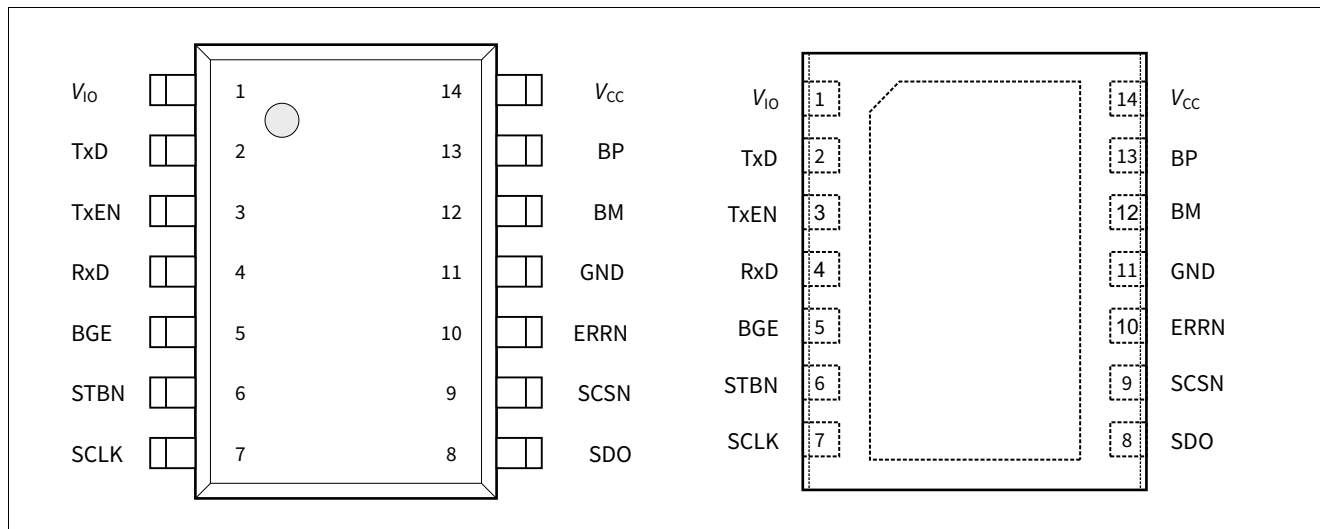 VIO 1 14 VCC
TxD 2 13 BP
TxEN 3 12 BM
RxD 4 11 GND
BGE 5 10 ERRN
STBN 6 9 SCSN
SCLK 7 8 SDO
VIO 1 14 VCC
TxD 2 13 BP
TxEN 3 12 BM
RxD 4 11 GND
BGE 5 10 ERRN
STBN 6 9 SCSN
SCLK 7 8 SDO